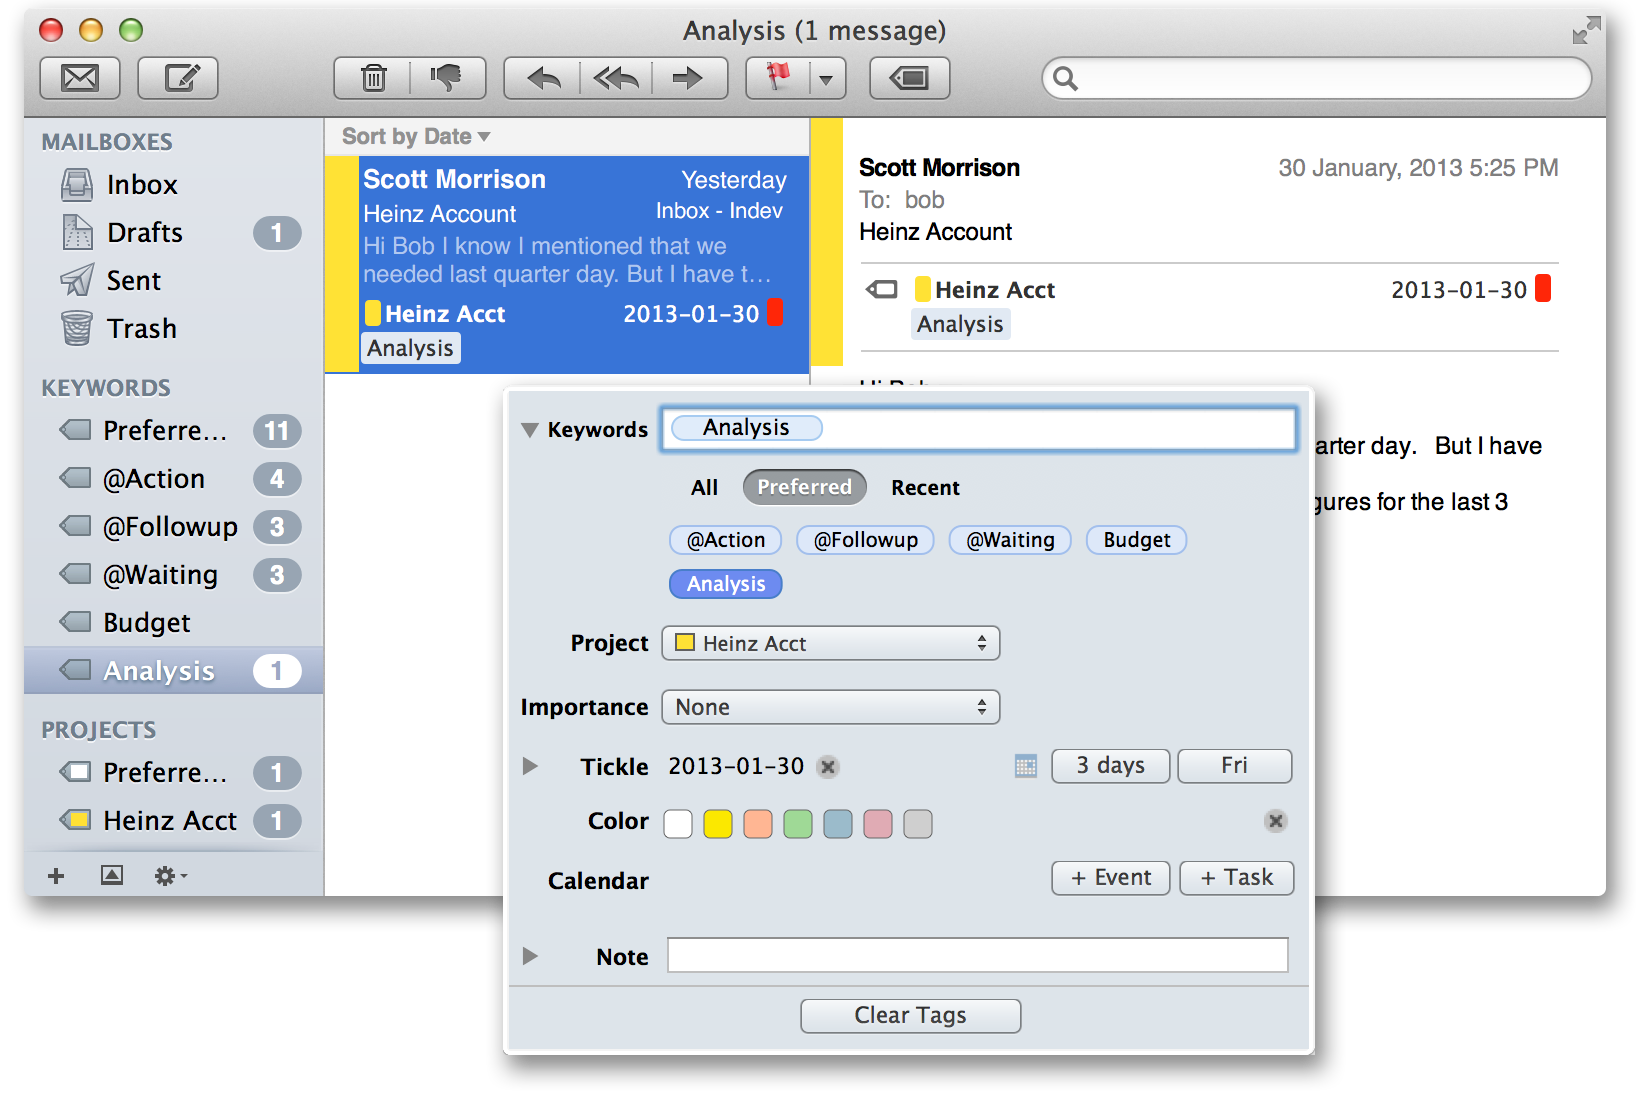 Analysis (1 message)
MAILBOXES
Inbox
Drafts 1
Sent
Trash
KEYWORDS
Preferre... 11
@Action 4
@Followup 3
@Waiting 3
Budget
Analysis 1
PROJECTS
Preferre... 1
Heinz Acct 1
Sort by Date
Scott Morrison Yesterday
Heinz Account Inbox - Indev
Hi Bob I know I mentioned that we
needed last quarter day. But I have t...
Heinz Acct 2013-01-30
Analysis
Scott Morrison 30 January, 2013 5:25 PM
To: bob
Heinz Account
Heinz Acct 2013-01-30
Analysis
Hi Bob
arter day. But I have
gures for the last 3
Keywords Analysis
All Preferred Recent
@Action @Followup @Waiting Budget
Analysis
Project Heinz Acct
Importance None
Tickle 2013-01-30 3 days Fri
Color
Calendar + Event + Task
Note
Clear Tags